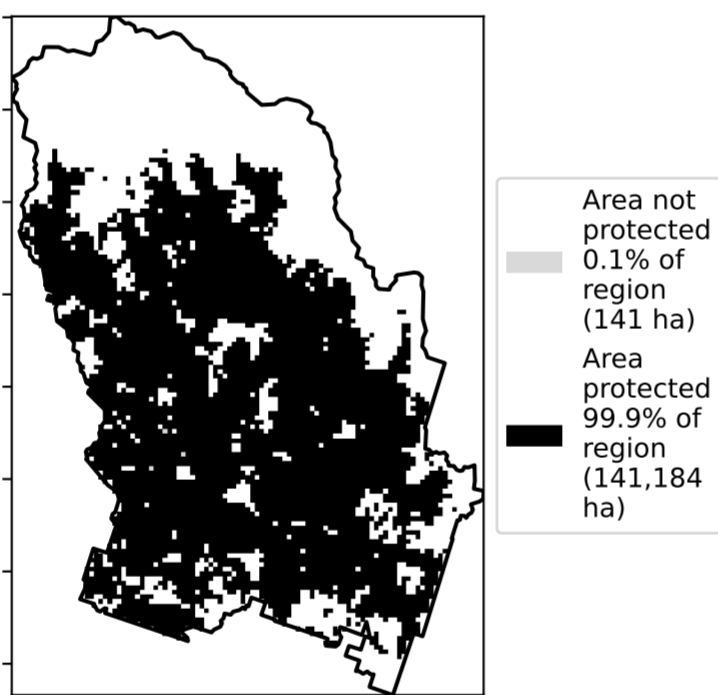 Area not
protected
0.1% of
region
(141 ha)
Area
protected
99.9% of
region
(141,184
ha)